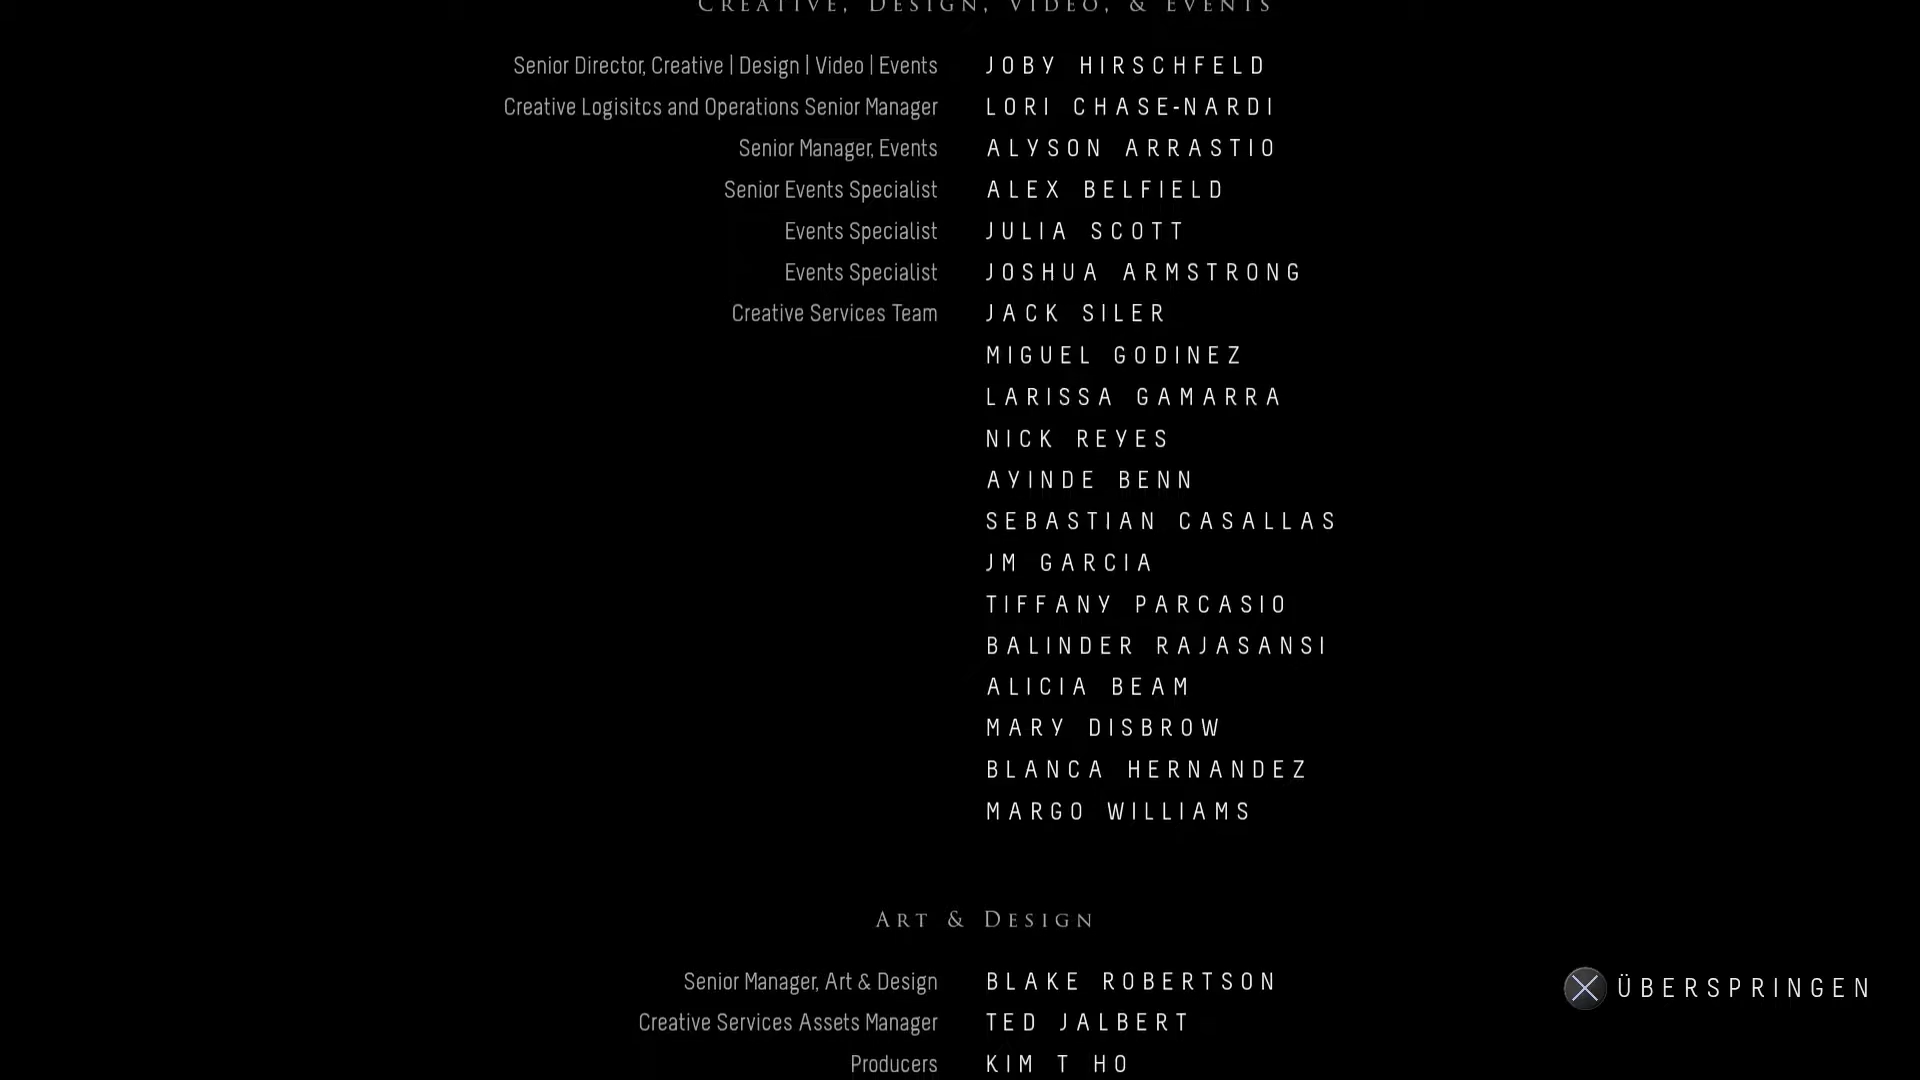 CREATIVE, DESIGN, VIDEO, & EVENTS
Senior Director, Creative | Design | Video | Events JOBY HIRSCHFELD
Creative Logisitcs and Operations Senior Manager LORI CHASE-NARDI
Senior Manager, Events ALYSON ARRASTIO
Senior Events Specialist ALEX BELFIELD
Events Specialist JULIA SCOTT
Events Specialist JOSHUA ARMSTRONG
Creative Services Team JACK SILER
MIGUEL GODINEZ
LARISSA GAMARRA
NICK REYES
AYINDE BENN
SEBASTIAN CASALLAS
JM GARCIA
TIFFANY PARCASIO
BALINDER RAJASANSI
ALICIA BEAM
MARY DISBROW
BLANCA HERNANDEZ
MARGO WILLIAMS
ART & DESIGN
Senior Manager, Art & Design BLAKE ROBERTSON
ÜBERSPRINGEN
Creative Services Assets Manager TED JALBERT
Producers KIM T HO